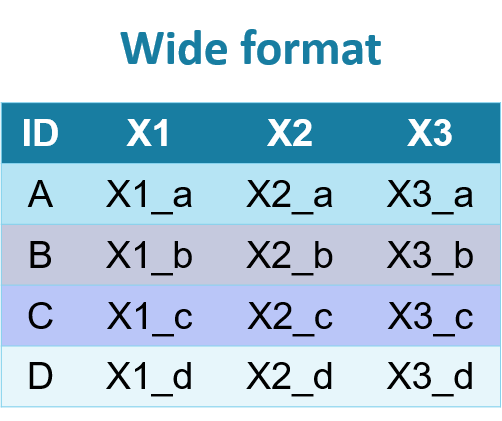 Wide format
ID X1 X2 X3
A X1_a X2_a X3_a
B X1_b X2_b X3_b
C X1_c X2_c X3_c
D X1_d X2_d X3_d